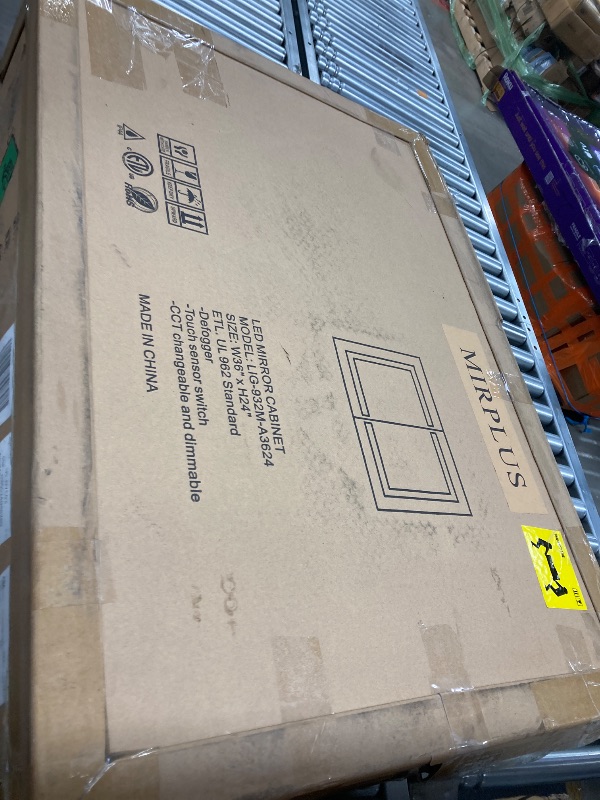 MIRPLUS
LED MIRROR CABINET
MODEL: LIG-932M-A3624
SIZE: W36" x H24"
ETL. UL 962 Standard
-Defogger
-Touch sensor switch
-CCT changeable and dimmable
MADE IN CHINA